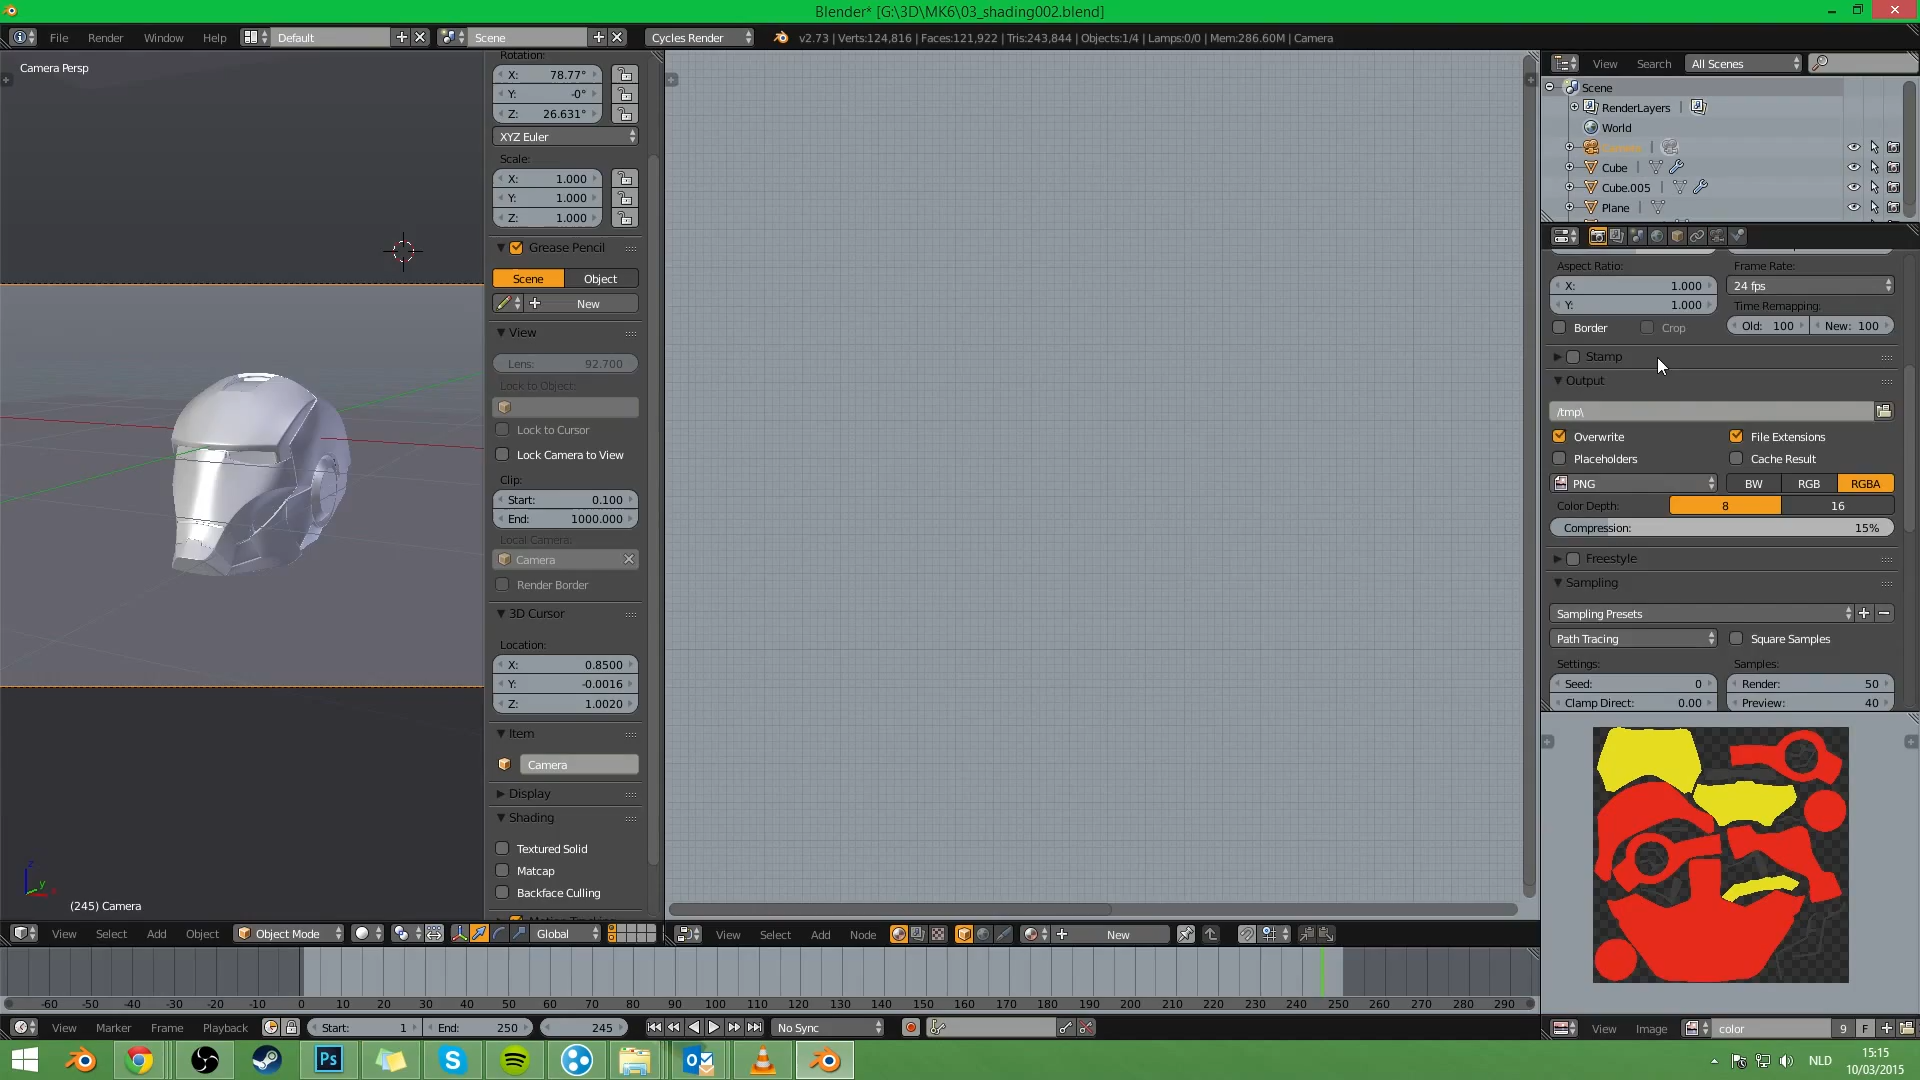 Blender* [G:\3D\MK6\03_shading002.blend]
File Render Window Help Default Scene Cycles Render v2.73 | Verts:124,816 | Faces:121,922 | Tris:243,844 | Objects:1/4 | Lamps:0/0 | Mem:286.60M | Camera
Camera Persp
(245) Camera
Rotation:
X: 78.77°
Y: -0°
Z: 26.631°
XYZ Euler
Scale:
X: 1.000
Y: 1.000
Z: 1.000
Grease Pencil
Scene Object
New
View
Lens: 92.700
Lock to Object:
Lock to Cursor
Lock Camera to View
Clip:
Start: 0.100
End: 1000.000
Local Camera:
Camera
Render Border
3D Cursor
Location:
X: 0.8500
Y: -0.0016
Z: 1.0020
Item
Camera
Display
Shading
Textured Solid
Matcap
Backface Culling
View Search All Scenes
Scene
RenderLayers |
World
Cube |
Cube.005 |
Plane |
Aspect Ratio: Frame Rate:
X: 1.000 24 fps
Y: 1.000 Time Remapping:
Border Crop Old: 100 New: 100
Stamp
Output
/tmp\
Overwrite File Extensions
Placeholders Cache Result
PNG BW RGB RGBA
Color Depth: 8 16
Compression: 15%
Freestyle
Sampling
Sampling Presets
Path Tracing Square Samples
Settings: Samples:
Seed: 0 Render: 50
Clamp Direct: 0.00 Preview: 40
View Select Add Object Object Mode Global
View Select Add Node New
-60 -50 -40 -30 -20 -10 0 10 20 30 40 50 60 70 80 90 100 110 120 130 140 150 160 170 180 190 200 210 220 230 240 250 260 270 280 290
View Marker Frame Playback Start: 1 End: 250 245 No Sync
View Image color 9 F
Ps
NLD
15:15
10/03/2015